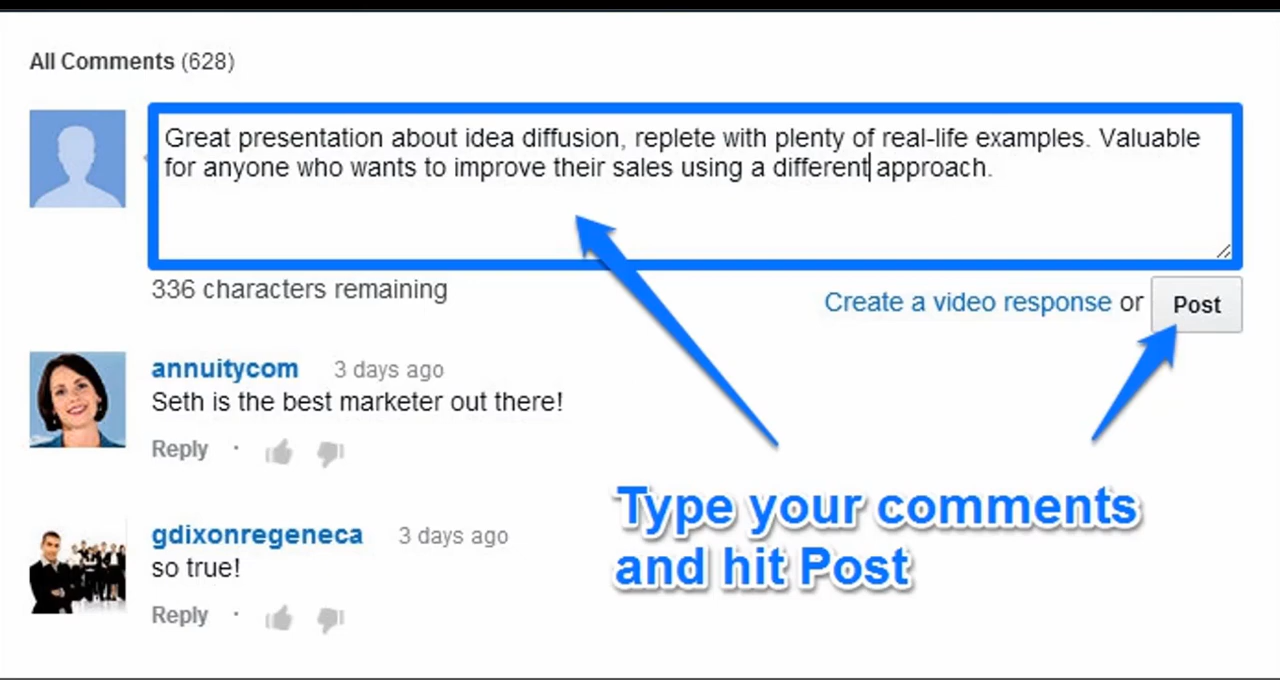 All Comments (628)
Great presentation about idea diffusion, replete with plenty of real-life examples. Valuable
for anyone who wants to improve their sales using a different approach.
336 characters remaining
Create a video response or Post
annuitycom 3 days ago
Seth is the best marketer out there!
Reply ·
gdixonregeneca 3 days ago
so true!
Reply ·
Type your comments
and hit Post